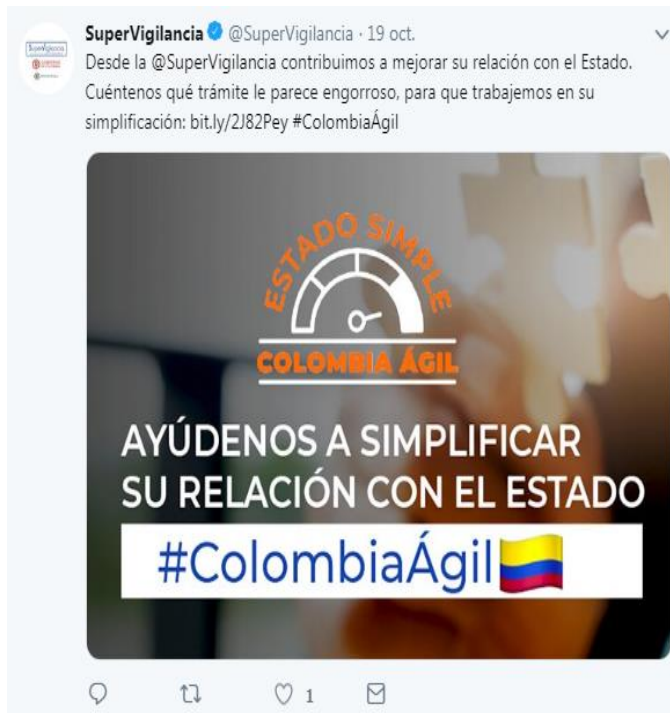 SuperVigilancia @SuperVigilancia · 19 oct.
Desde la @SuperVigilancia contribuimos a mejorar su relación con el Estado.
Cuéntenos qué trámite le parece engorroso, para que trabajemos en su
simplificación: bit.ly/2J82Pey #ColombiaÁgil
ESTADO SIMPLE
COLOMBIA ÁGIL
AYÚDENOS A SIMPLIFICAR
SU RELACIÓN CON EL ESTADO
#ColombiaÁgil
1